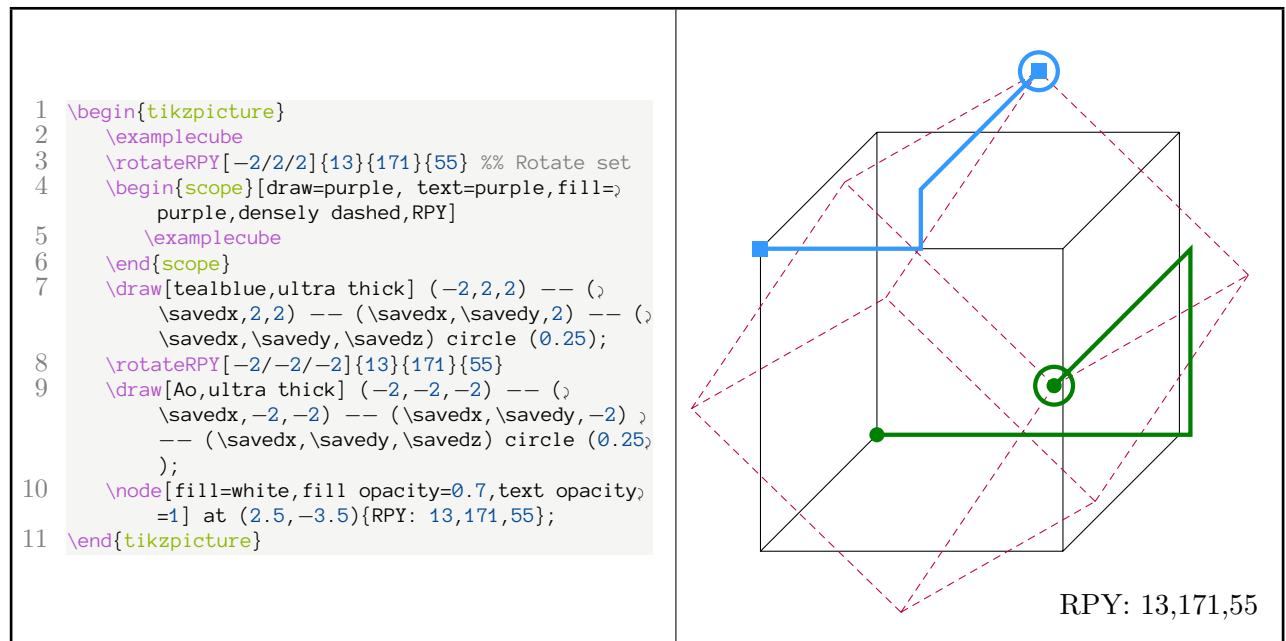 1 \begin{tikzpicture}
2 \examplecube
3 \rotateRPY[−2/2/2]{13}{171}{55} %% Rotate set
4 \begin{scope}[draw=purple, text=purple,fill=
purple,densely dashed,RPY]
5 \examplecube
6 \end{scope}
7 \draw[tealblue,ultra thick] (−2,2,2) −− (
\savedx,2,2) −− (\savedx,\savedy,2) −− (
\savedx,\savedy,\savedz) circle (0.25);
8 \rotateRPY[−2/−2/−2]{13}{171}{55}
9 \draw[Ao,ultra thick] (−2,−2,−2) −− (
\savedx,−2,−2) −− (\savedx,\savedy,−2)
−− (\savedx,\savedy,\savedz) circle (0.25
);
10 \node[fill=white,fill opacity=0.7,text opacity
=1] at (2.5,−3.5){RPY: 13,171,55};
11 \end{tikzpicture}
RPY: 13,171,55